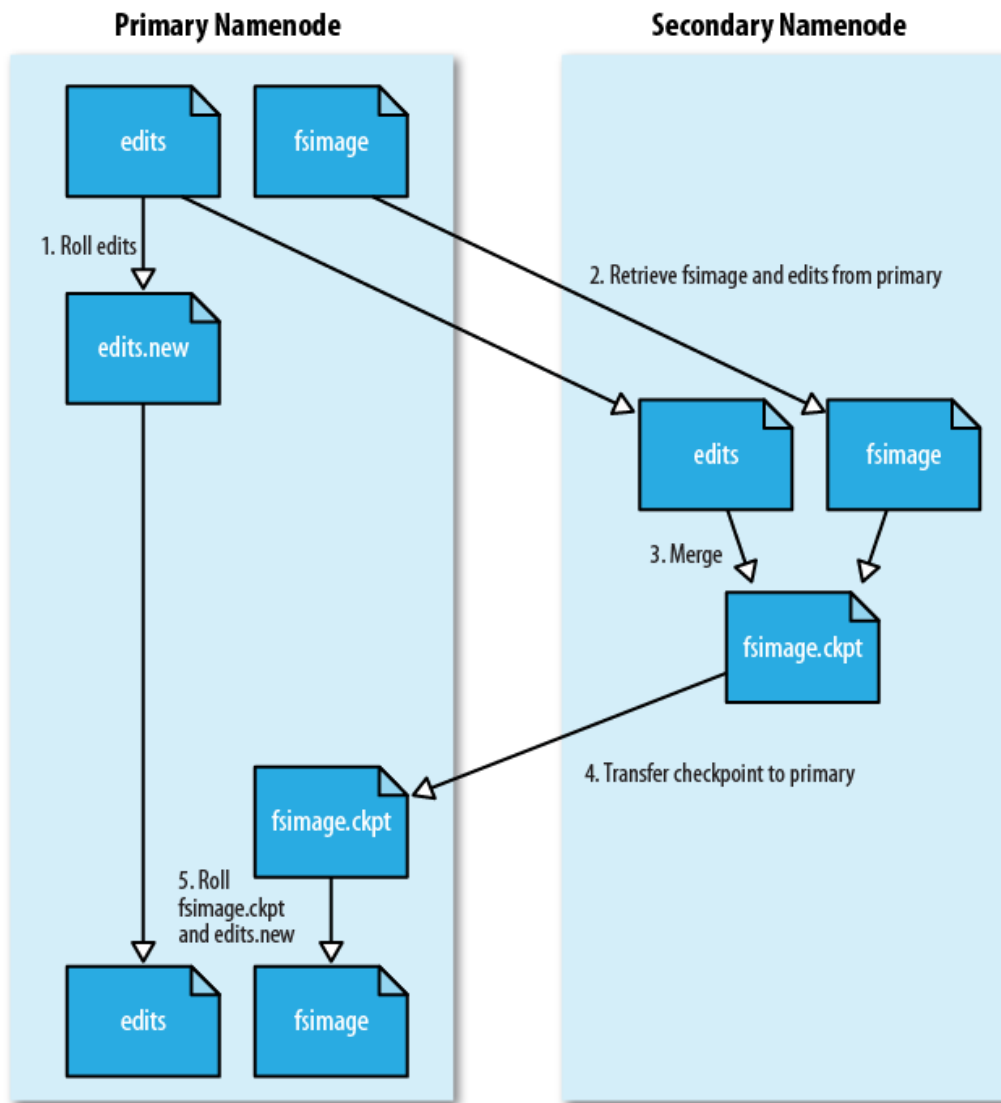 Primary Namenode
Secondary Namenode
edits
fsimage
1. Roll edits
2. Retrieve fsimage and edits from primary
edits.new
edits
fsimage
3. Merge
fsimage.ckpt
4. Transfer checkpoint to primary
fsimage.ckpt
5. Roll
fsimage.ckpt
and edits.new
edits
fsimage